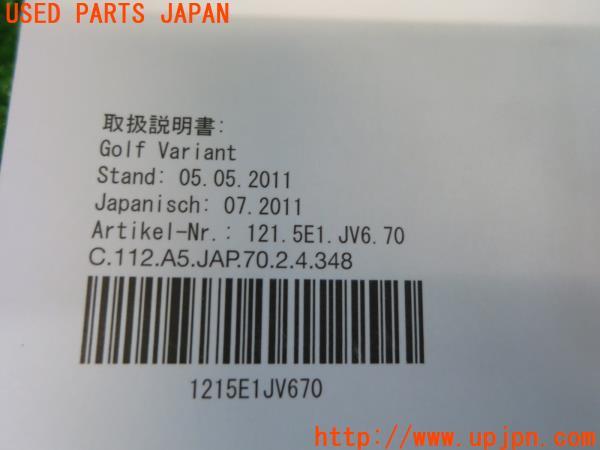 USED PARTS JAPAN
取扱説明書:
Golf Variant
Stand: 05.05.2011
Japanisch: 07.2011
Artikel-Nr.: 121.5E1.JV6.70
C.112.A5.JAP.70.2.4.348
1215E1JV670
http://www.upjpn.com/